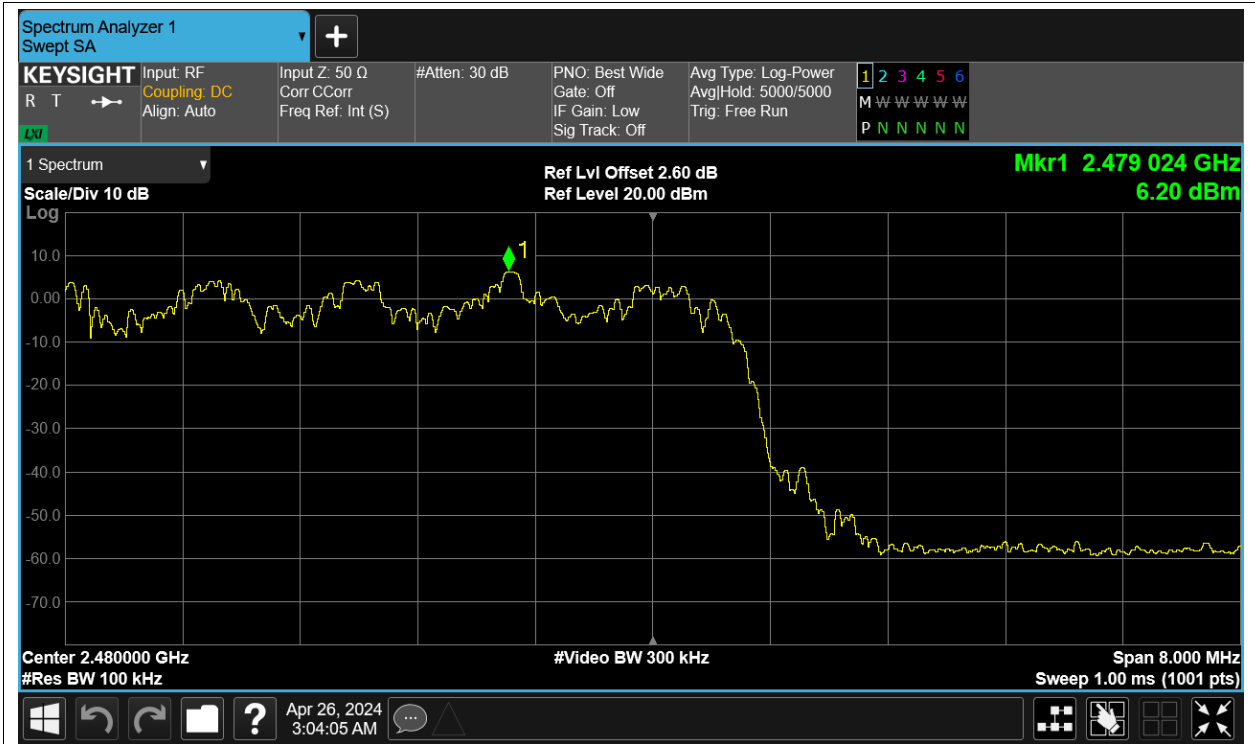 Spectrum Analyzer 1
Swept SA
KEYSIGHT
R T
LXI
Input: RF
Coupling: DC
Align: Auto
Input Z: 50 Ω
Corr CCorr
Freq Ref: Int (S)
#Atten: 30 dB
PNO: Best Wide
Gate: Off
IF Gain: Low
Sig Track: Off
Avg Type: Log-Power
Avg|Hold: 5000/5000
Trig: Free Run
1 2 3 4 5 6
M W W W W W
P N N N N N
1 Spectrum
Scale/Div 10 dB
Log
Ref Lvl Offset 2.60 dB
Ref Level 20.00 dBm
Mkr1 2.479 024 GHz
6.20 dBm
1
10.0
0.00
-10.0
-20.0
-30.0
-40.0
-50.0
-60.0
-70.0
Center 2.480000 GHz
#Res BW 100 kHz
#Video BW 300 kHz
Span 8.000 MHz
Sweep 1.00 ms (1001 pts)
?
Apr 26, 2024
3:04:05 AM